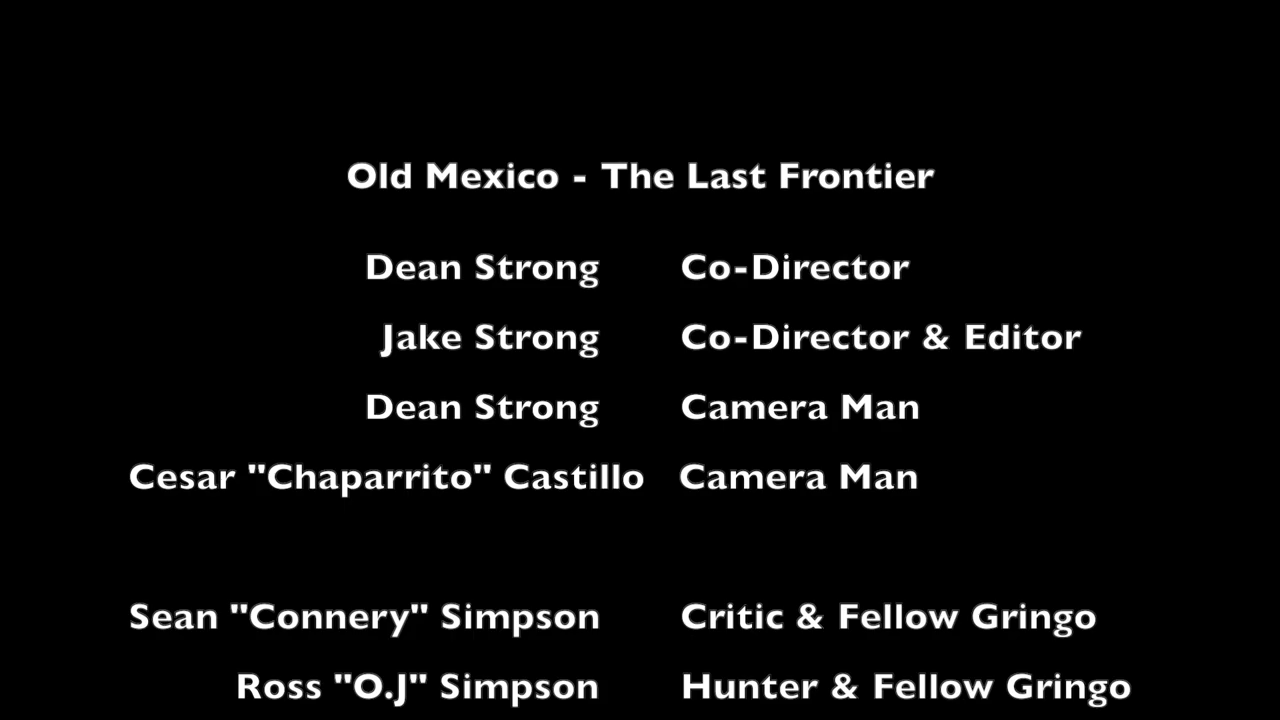 Old Mexico - The Last Frontier
Dean Strong Co-Director
Jake Strong Co-Director & Editor
Dean Strong Camera Man
Cesar "Chaparrito" Castillo Camera Man
Sean "Connery" Simpson Critic & Fellow Gringo
Ross "O.J" Simpson Hunter & Fellow Gringo